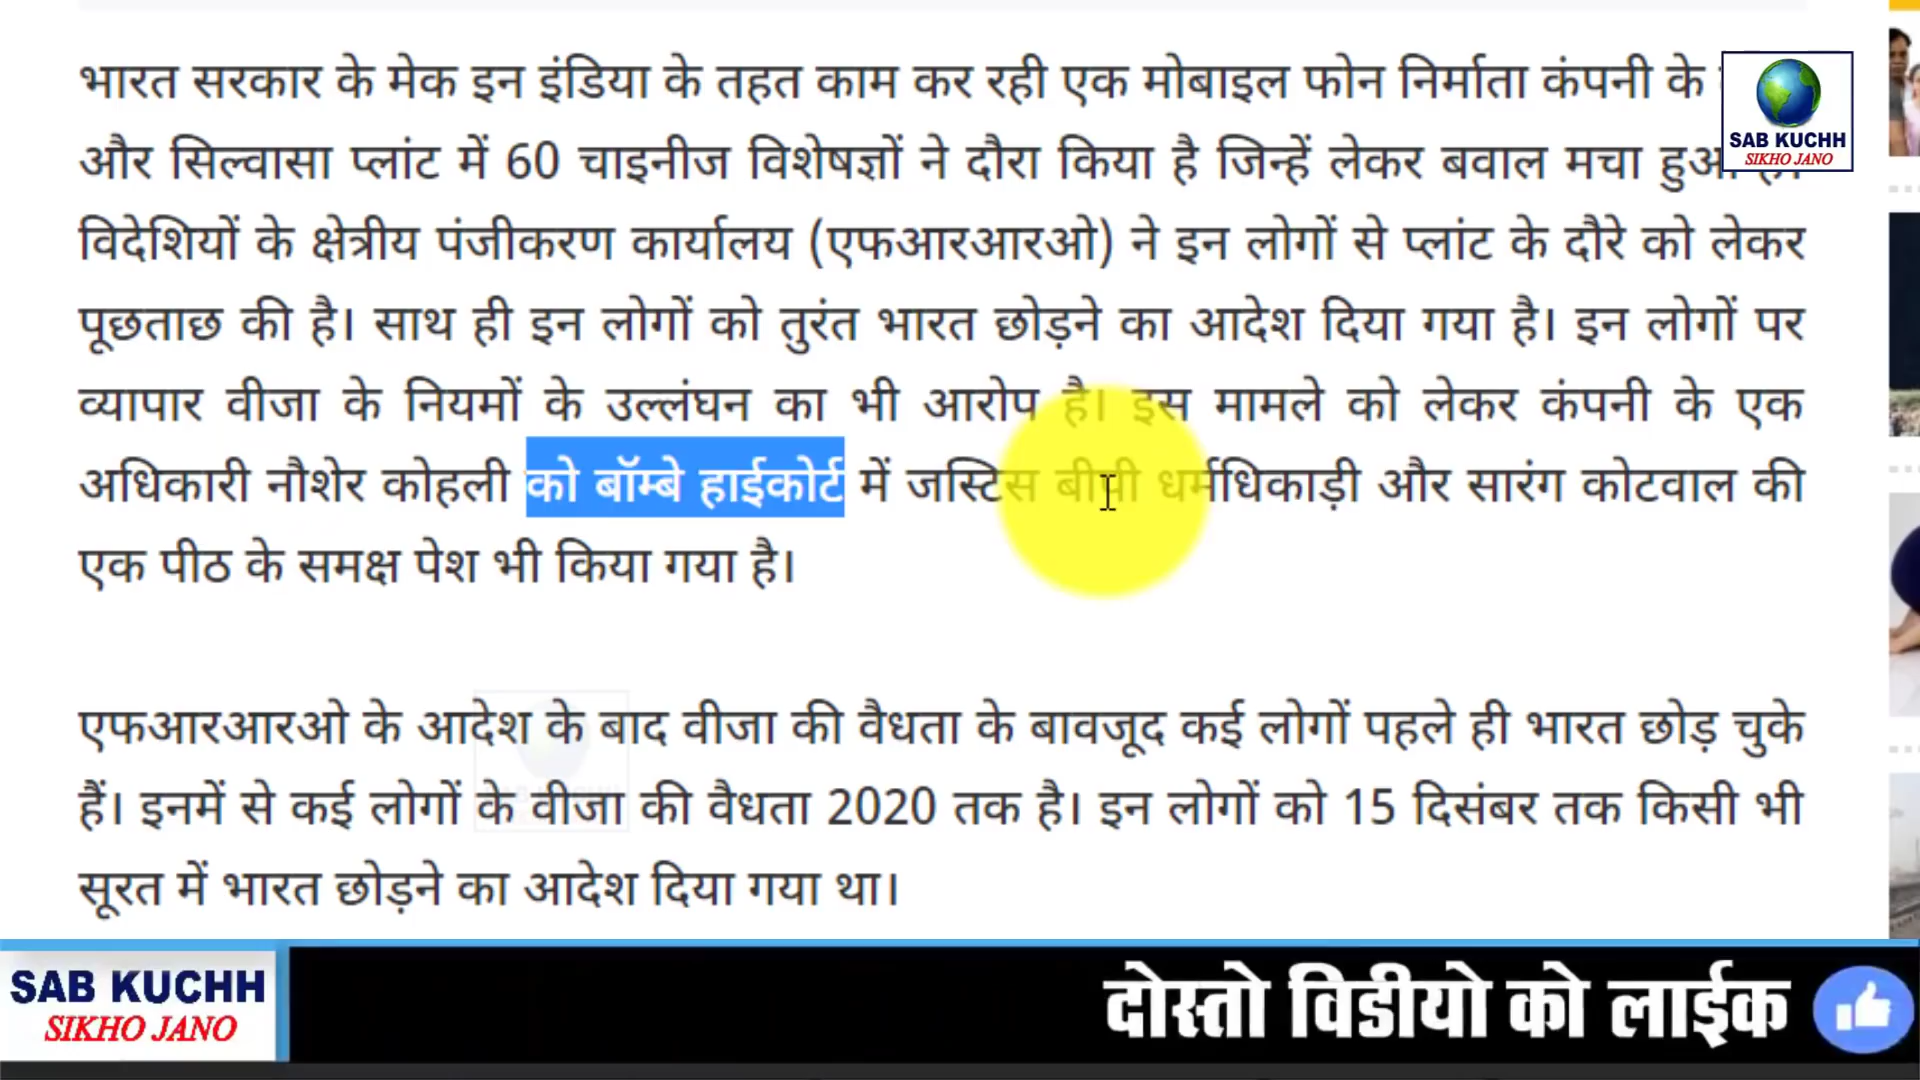 भारत सरकार के मेक इन इंडिया के तहत काम कर रही एक मोबाइल फोन निर्माता कंपनी के
SAB KUCHH
SIKHO JANO
और सिल्वासा प्लांट में 60 चाइनीज विशेषज्ञों ने दौरा किया है जिन्हें लेकर बवाल मचा
विदेशियों के क्षेत्रीय पंजीकरण कार्यालय (एफआरआरओ) ने इन लोगों से प्लांट के दौरे को लेकर
पूछताछ की है। साथ ही इन लोगों को तुरंत भारत छोड़ने का आदेश दिया गया है। इन लोगों पर
व्यापार वीजा के नियमों के उल्लंघन का भी आरोप है। इस मामले को लेकर कंपनी के एक
अधिकारी नौशेर कोहली को बॉम्बे हाईकोर्ट में जस्टिस बीपी धर्माधिकाड़ी और सारंग कोटवाल की
एक पीठ के समक्ष पेश भी किया गया है।
एफआरआरओ के आदेश के बाद वीजा की वैधता के बावजूद कई लोगों पहले ही भारत छोड़ चुके
हैं। इनमें से कई लोगों के वीजा की वैधता 2020 तक है। इन लोगों को 15 दिसंबर तक किसी भी
सूरत में भारत छोड़ने का आदेश दिया गया था।
SAB KUCHH
SIKHO JANO
दोस्तो विडीयो को लाईक